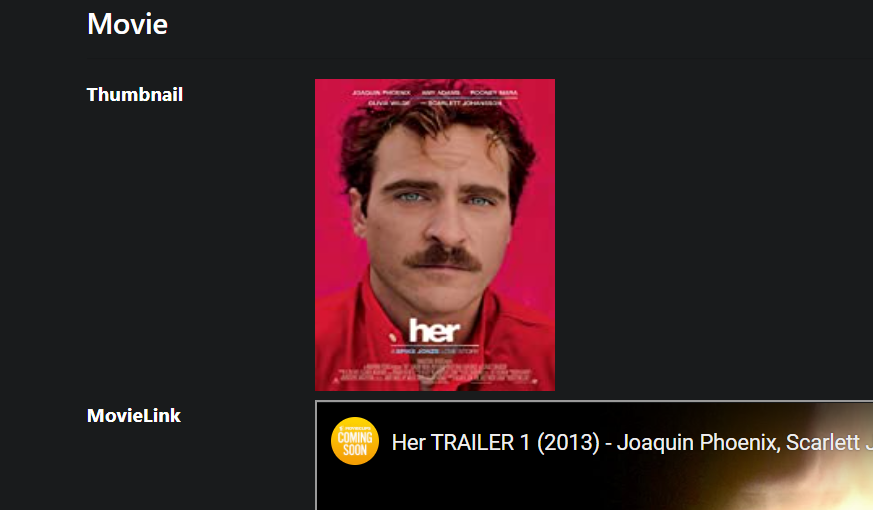 Movie
Thumbnail
JOAQUIN PHOENIX AMY ADAMS ROONEY MARA
OLIVIA WILDE AND SCARLETT JOHANSSON
her
A SPIKE JONZE LOVE STORY
MovieLink
COMING
SOON
Her TRAILER 1 (2013) - Joaquin Phoenix, Scarlett J